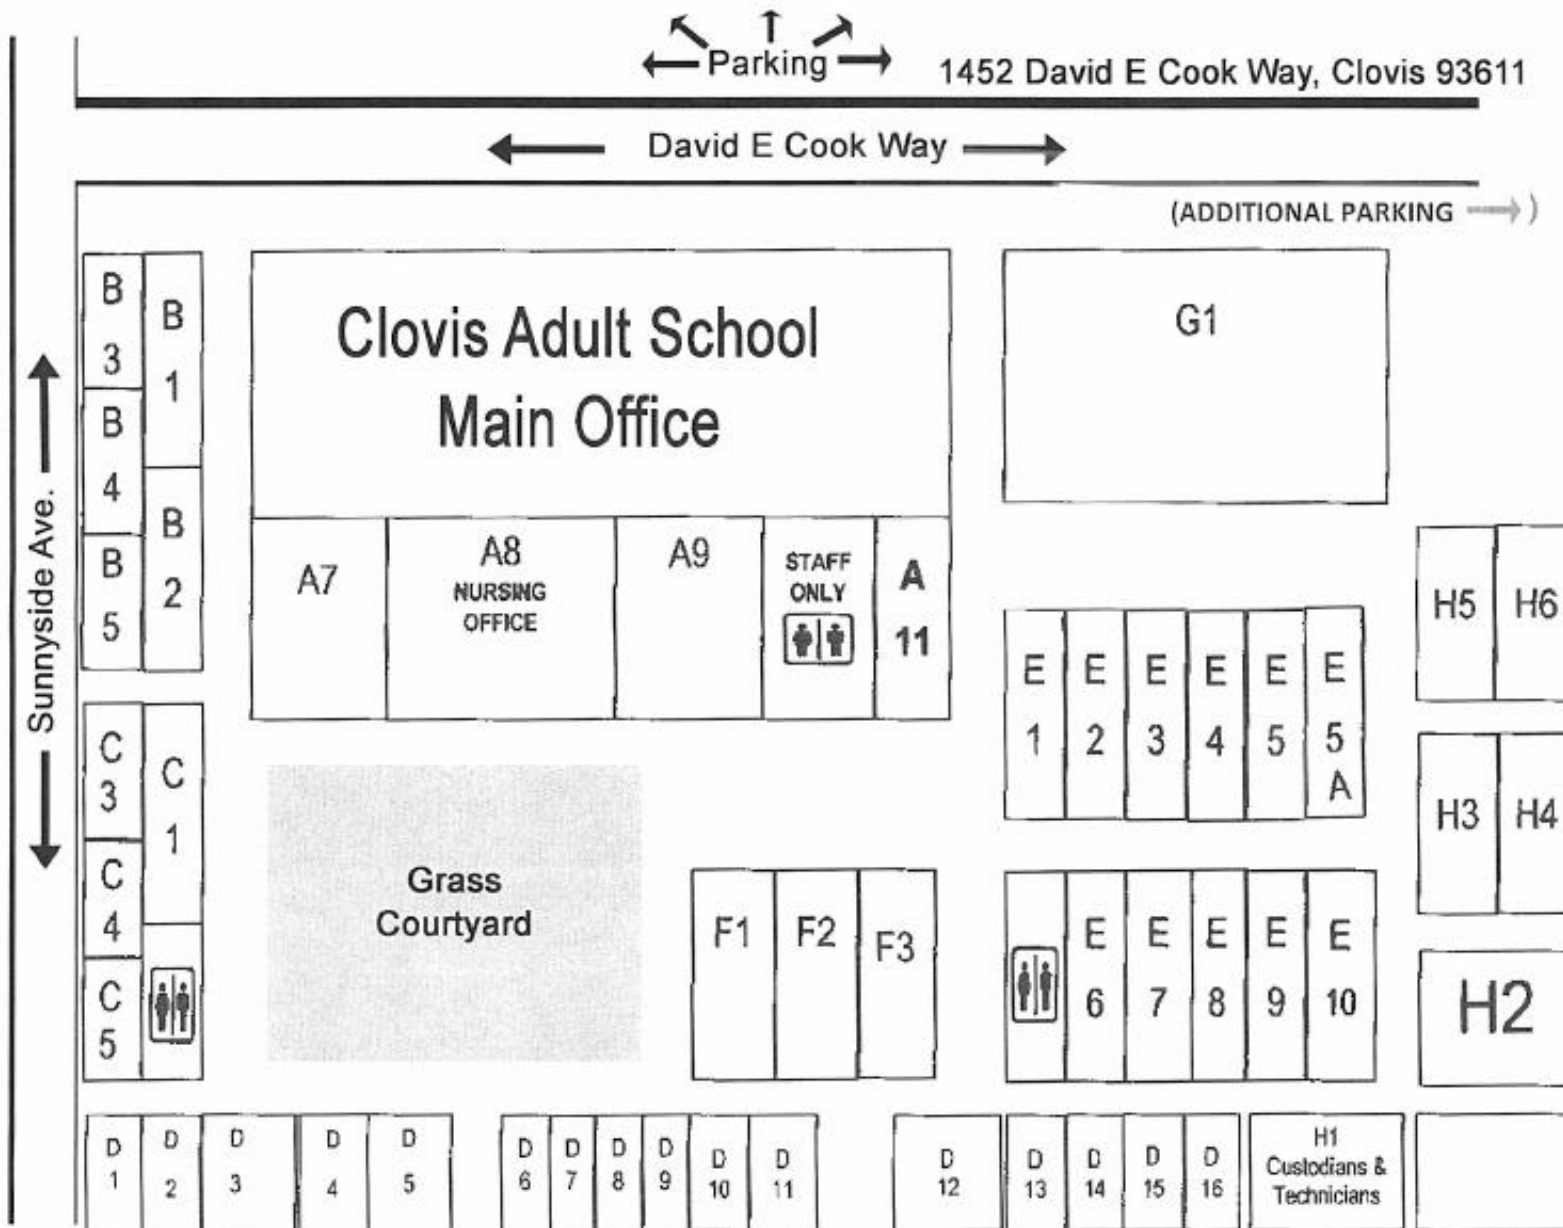 Parking
1452 David E Cook Way, Clovis 93611
David E Cook Way
(ADDITIONAL PARKING )
Sunnyside Ave.
B
3
B
1
B
4
B
2
B
5
Clovis Adult School
Main Office
G1
A7
A8
NURSING
OFFICE
A9
STAFF
ONLY
A
11
H5
H6
E
1
E
2
E
3
E
4
E
5
E
5
A
H3
H4
C
3
C
1
C
4
C
5
Grass
Courtyard
F1
F2
F3
E
6
E
7
E
8
E
9
E
10
H2
D
1
D
2
D
3
D
4
D
5
D
6
D
7
D
8
D
9
D
10
D
11
D
12
D
13
D
14
D
15
D
16
H1
Custodians &
Technicians